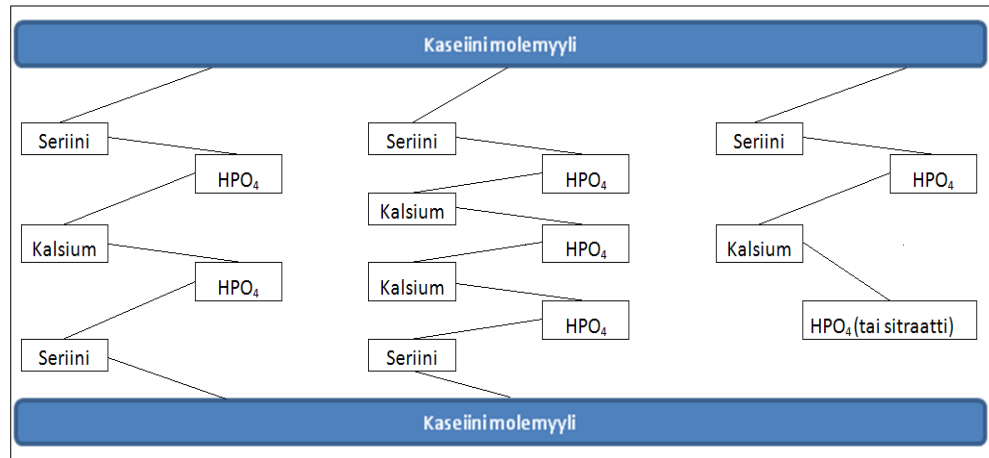 Kaseiini molemyyli
Seriini Seriini Seriini
HPO₄ HPO₄ HPO₄
Kalsium
Kalsium HPO₄ Kalsium
HPO₄ Kalsium
HPO₄ HPO₄ (tai sitraatti)
Seriini Seriini
Kaseiini molemyyli